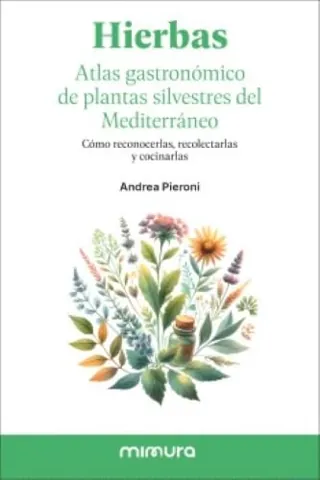 Hierbas
Atlas gastronómico
de plantas silvestres del
Mediterráneo
Cómo reconocerlas, recolectarlas
y cocinarlas
Andrea Pieroni
mimura